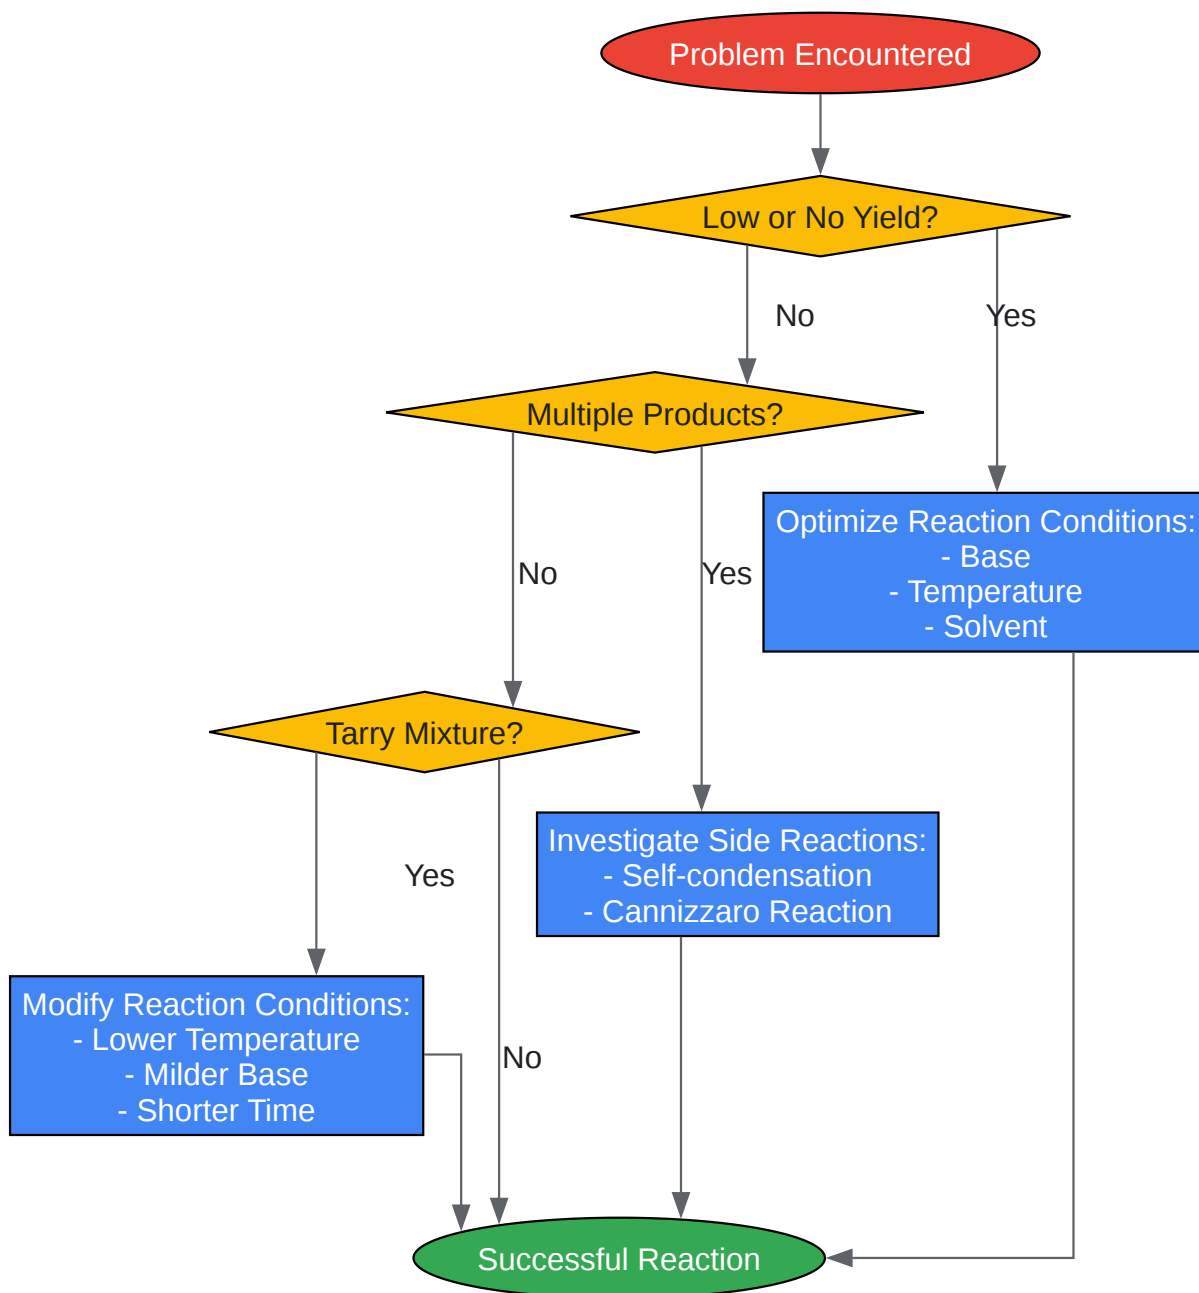 Problem Encountered
Low or No Yield?
No
Yes
Multiple Products?
Optimize Reaction Conditions:
- Base
- Temperature
- Solvent
No
Yes
Tarry Mixture?
Investigate Side Reactions:
- Self-condensation
- Cannizzaro Reaction
Yes
Modify Reaction Conditions:
- Lower Temperature
- Milder Base
- Shorter Time
No
Successful Reaction